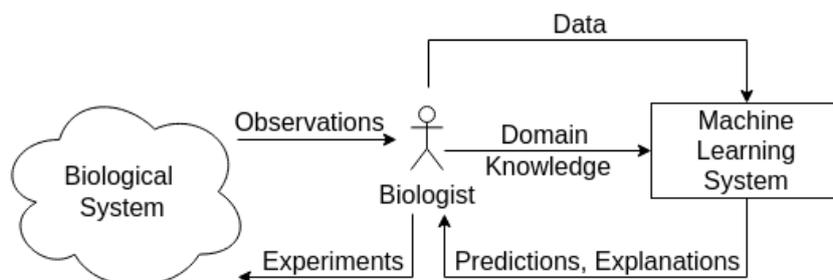 Data
Observations
Domain
Knowledge
Machine
Learning
System
Biological
System
Biologist
Experiments
Predictions, Explanations